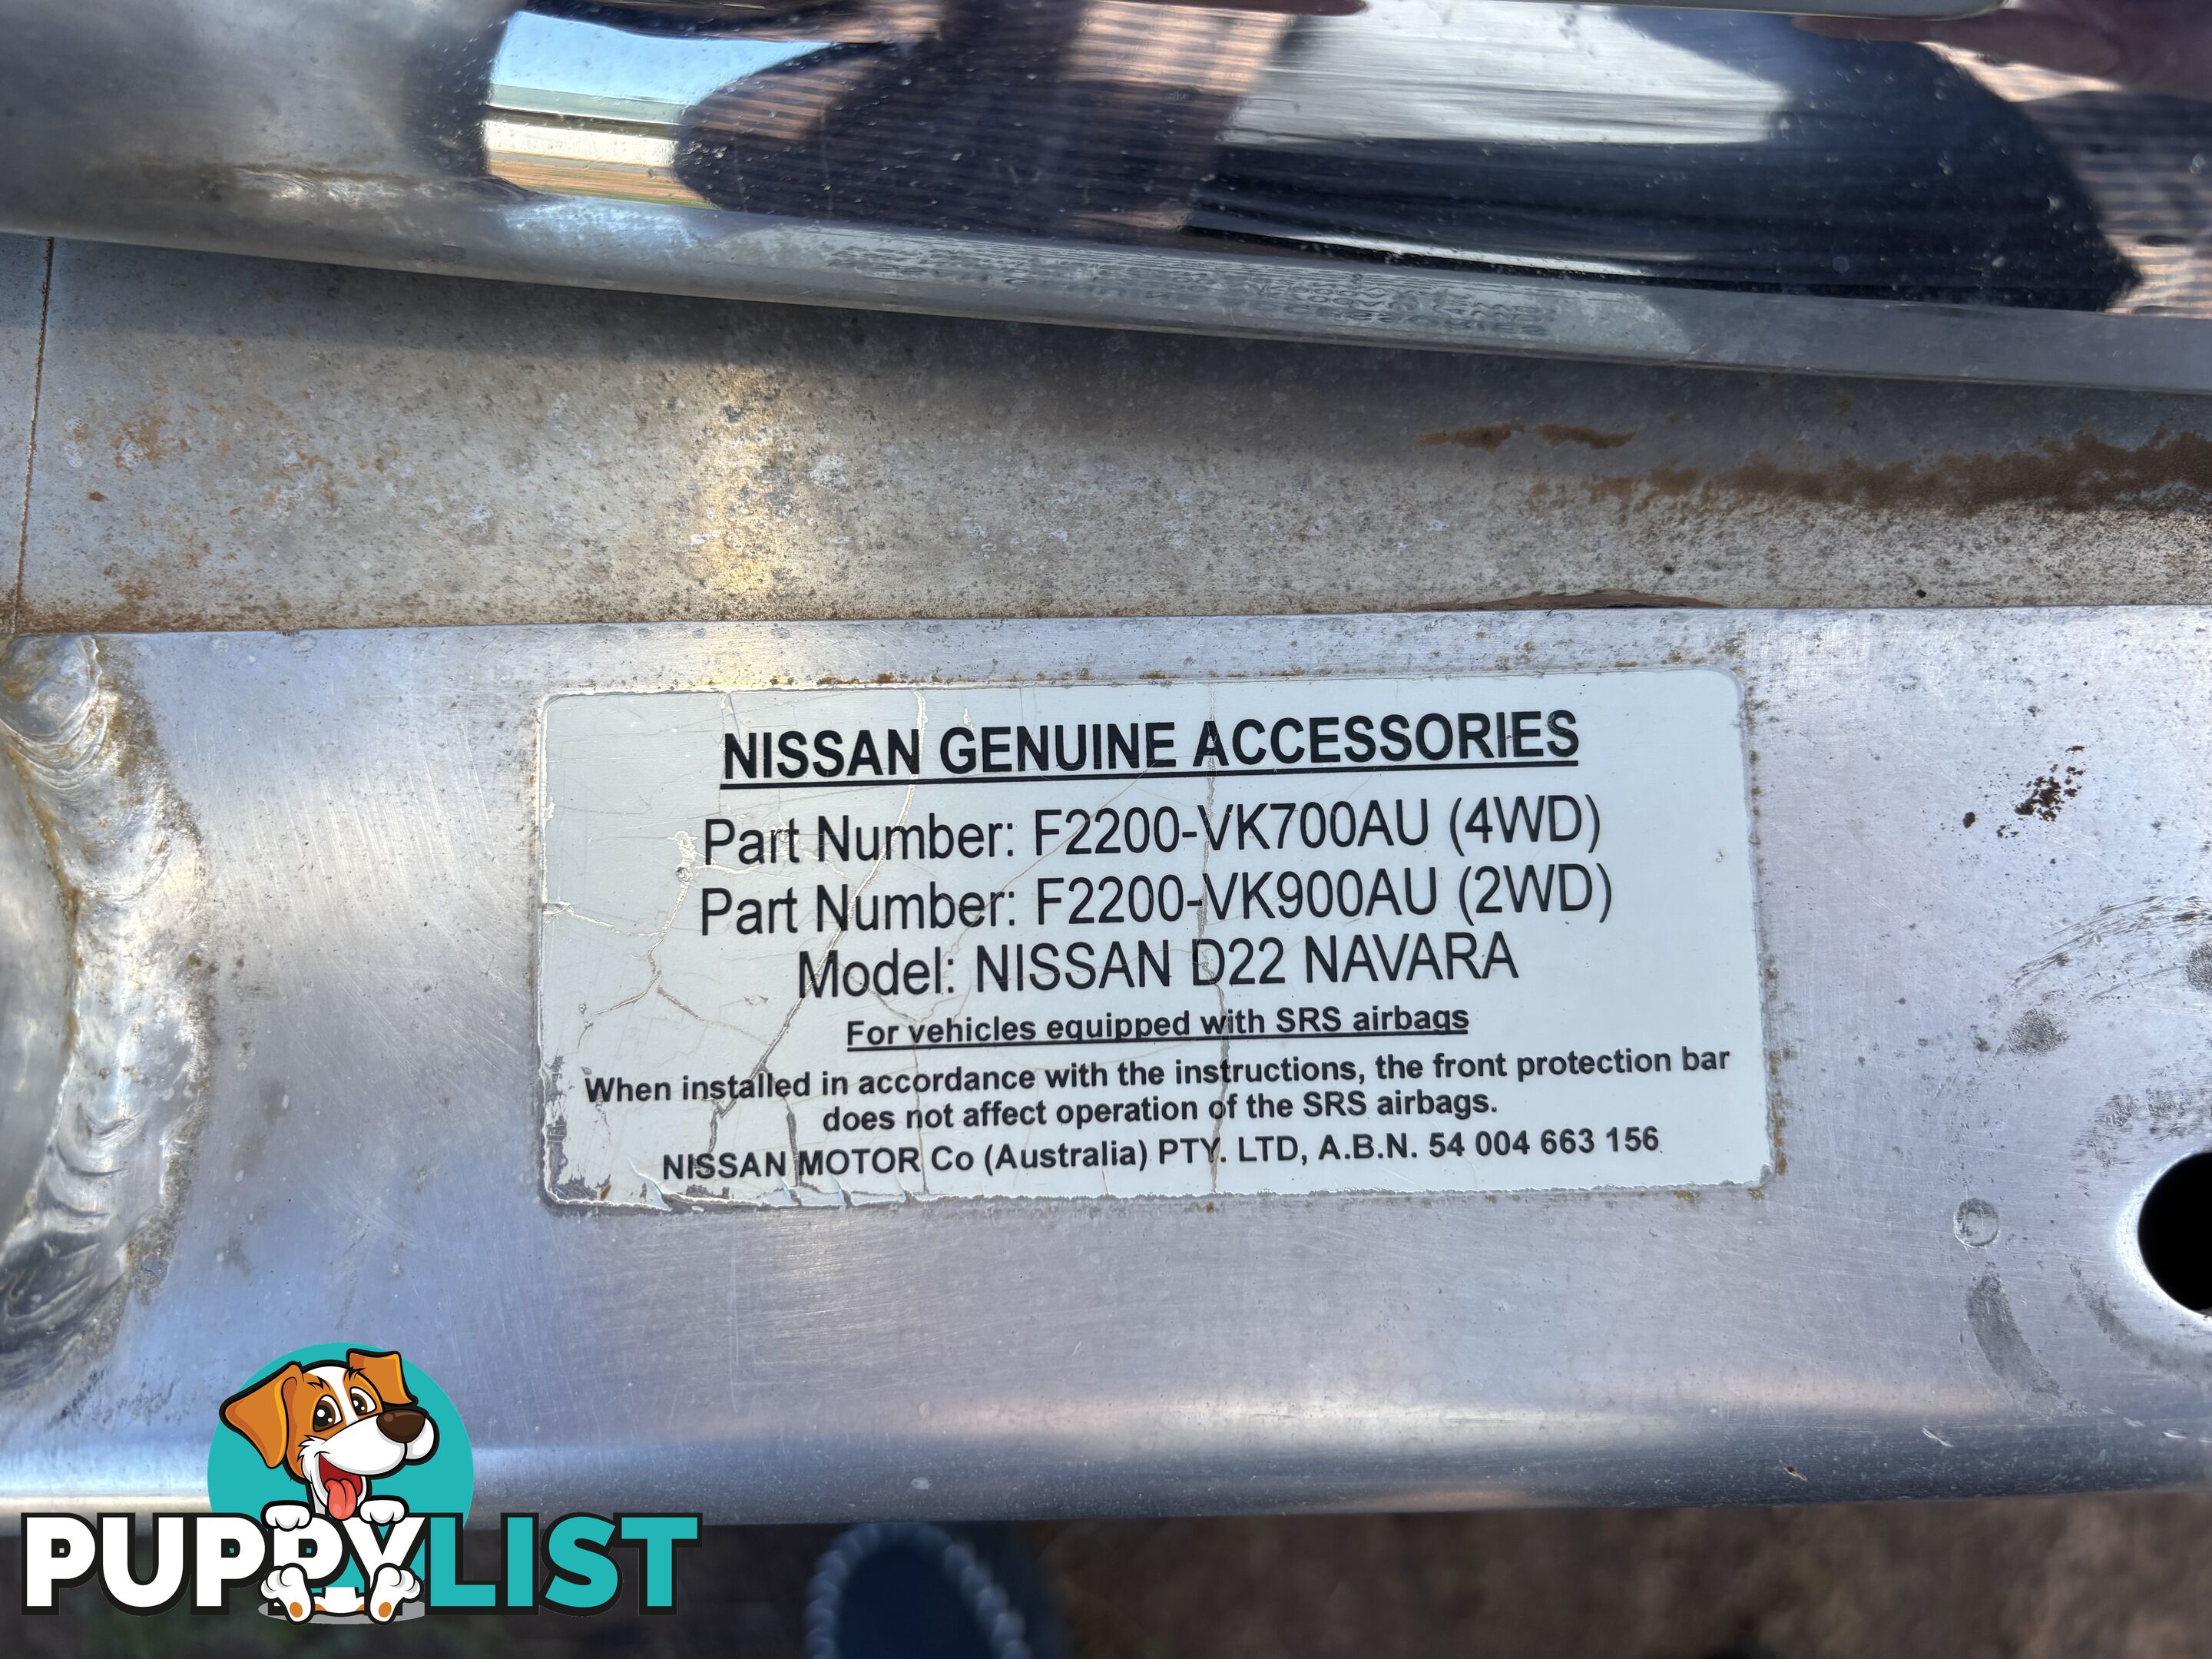 NISSAN GENUINE ACCESSORIES
Part Number: F2200-VK700AU (4WD)
Part Number: F2200-VK900AU (2WD)
Model: NISSAN D22 NAVARA
For vehicles equipped with SRS airbags
When installed in accordance with the instructions, the front protection bar
does not affect operation of the SRS airbags.
NISSAN MOTOR Co (Australia) PTY. LTD, A.B.N. 54 004 663 156
PUPPYLIST